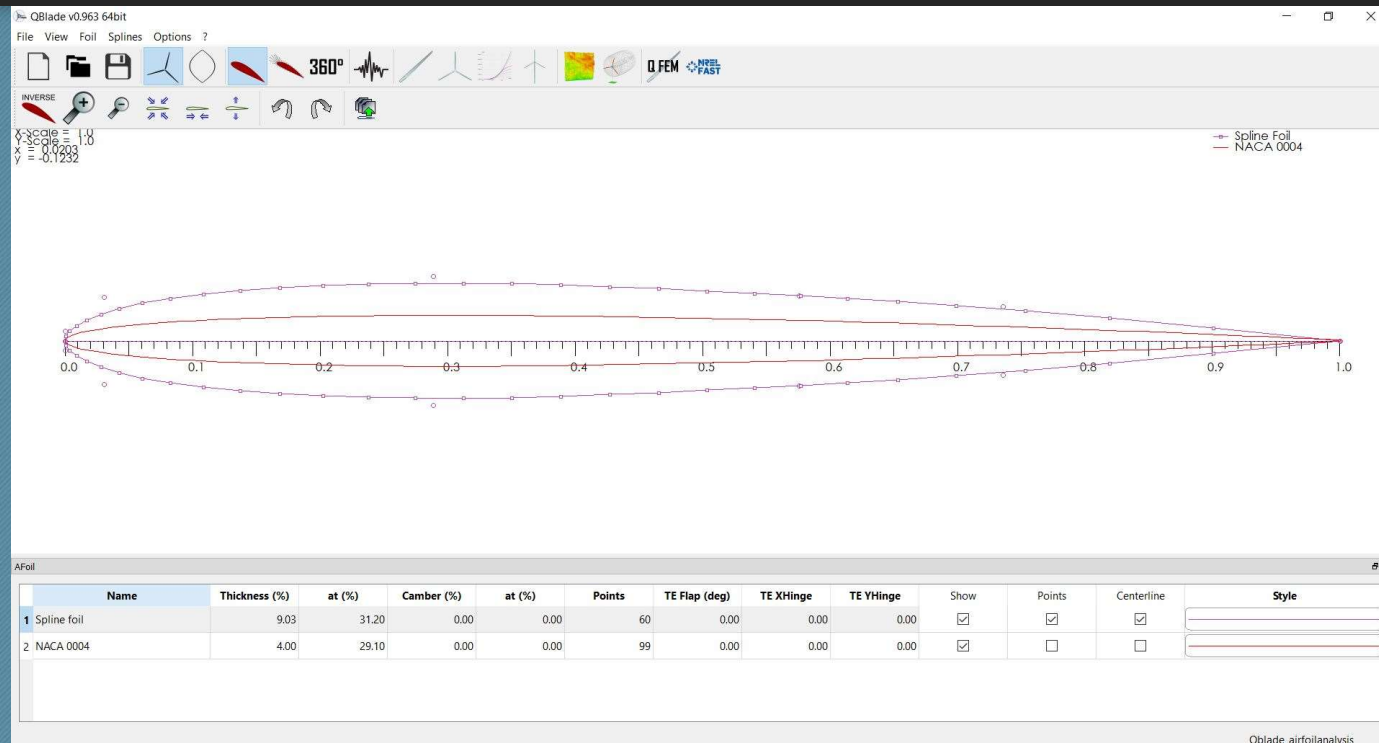 QBlade v0.963 64bit
File View Foil Splines Options ?
360° Q FEM NREL FAST
INVERSE
X-Scale = 1.0
Y-Scale = 1.0
x = 0.0203
y = -0.1232
Spline Foil
NACA 0004
0.0 0.1 0.2 0.3 0.4 0.5 0.6 0.7 0.8 0.9 1.0
AFoil
Name Thickness (%) at (%) Camber (%) at (%) Points TE Flap (deg) TE XHinge TE YHinge Show Points Centerline Style
1 Spline foil 9.03 31.20 0.00 0.00 60 0.00 0.00 0.00
2 NACA 0004 4.00 29.10 0.00 0.00 99 0.00 0.00 0.00
Qblade_airfoilanalysis